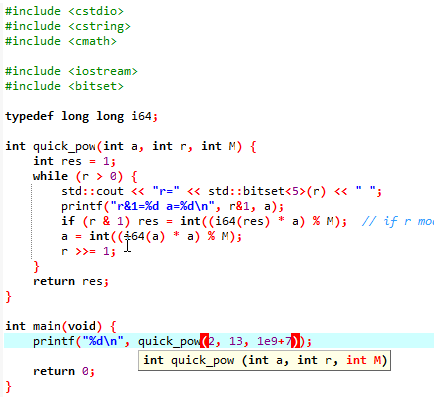 #include <cstdio>
#include <cstring>
#include <cmath>
#include <iostream>
#include <bitset>
typedef long long i64;
int quick_pow(int a, int r, int M) {
int res = 1;
while (r > 0) {
std::cout << "r=" << std::bitset<5>(r) << " ";
printf("r&1=%d a=%d\n", r&1, a);
if (r & 1) res = int((i64(res) * a) % M);  // if r mo
a = int((i64(a) * a) % M);
r >>= 1;
}
return res;
}
int main(void) {
printf("%d\n", quick_pow(2, 13, 1e9+7));
int quick_pow (int a, int r, int M)
return 0;
}